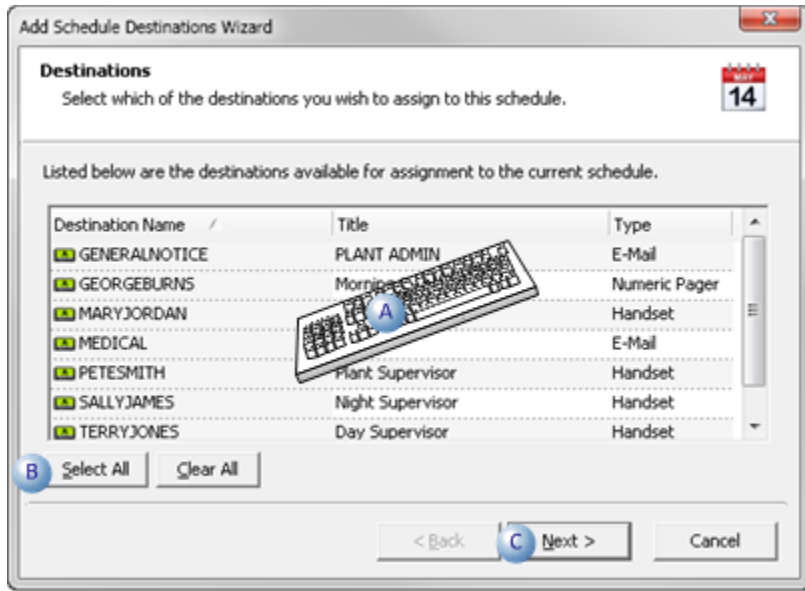 Add Schedule Destinations Wizard
Destinations
Select which of the destinations you wish to assign to this schedule.
MAY
14
Listed below are the destinations available for assignment to the current schedule.
Destination Name Title Type
GENERALNOTICE PLANT ADMIN E-Mail
GEORGEBURNS Numeric Pager
MARYJORDAN A Handset
MEDICAL E-Mail
PETESMITH Plant Supervisor Handset
SALLYJAMES Night Supervisor Handset
TERRYJONES Day Supervisor Handset
B Select All Clear All
< Back C Next > Cancel